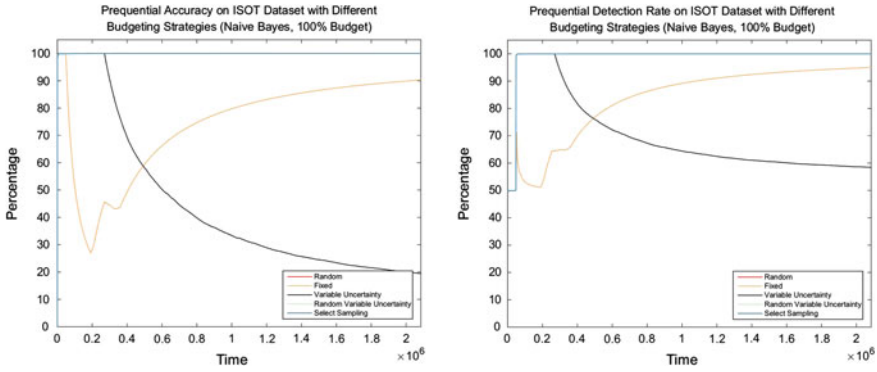 Prequential Accuracy on ISOT Dataset with Different
Budgeting Strategies (Naive Bayes, 100% Budget)
100
90
80
70
60
50
40
30
20
10
0
Percentage
0 0.2 0.4 0.6 0.8 1 1.2 1.4 1.6 1.8 2
×10^6
Time
Random
Fixed
Variable Uncertainty
Random Variable Uncertainty
Select Sampling
Prequential Detection Rate on ISOT Dataset with Different
Budgeting Strategies (Naive Bayes, 100% Budget)
100
90
80
70
60
50
40
30
20
10
0
Percentage
0 0.2 0.4 0.6 0.8 1 1.2 1.4 1.6 1.8 2
×10^6
Time
Random
Fixed
Variable Uncertainty
Random Variable Uncertainty
Select Sampling